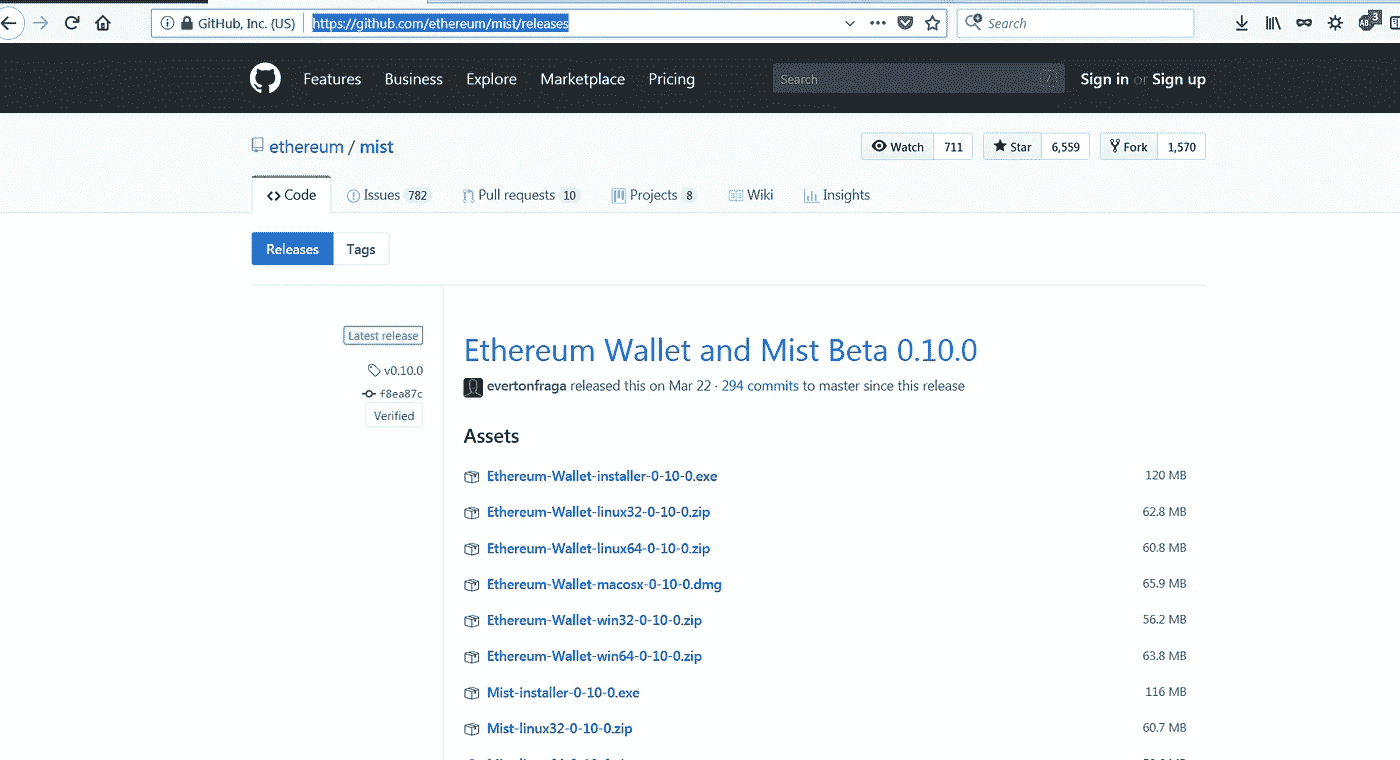 GitHub, Inc. (US) https://github.com/ethereum/mist/releases Search 3
Features Business Explore Marketplace Pricing Search / Sign in or Sign up
ethereum / mist Watch 711 Star 6,559 Fork 1,570
Code Issues 782 Pull requests 10 Projects 8 Wiki Insights
Releases Tags
Latest release
v0.10.0
f8ea87c
Verified
Ethereum Wallet and Mist Beta 0.10.0
evertonfraga released this on Mar 22 · 294 commits to master since this release
Assets
Ethereum-Wallet-installer-0-10-0.exe 120 MB
Ethereum-Wallet-linux32-0-10-0.zip 62.8 MB
Ethereum-Wallet-linux64-0-10-0.zip 60.8 MB
Ethereum-Wallet-macosx-0-10-0.dmg 65.9 MB
Ethereum-Wallet-win32-0-10-0.zip 56.2 MB
Ethereum-Wallet-win64-0-10-0.zip 63.8 MB
Mist-installer-0-10-0.exe 116 MB
Mist-linux32-0-10-0.zip 60.7 MB